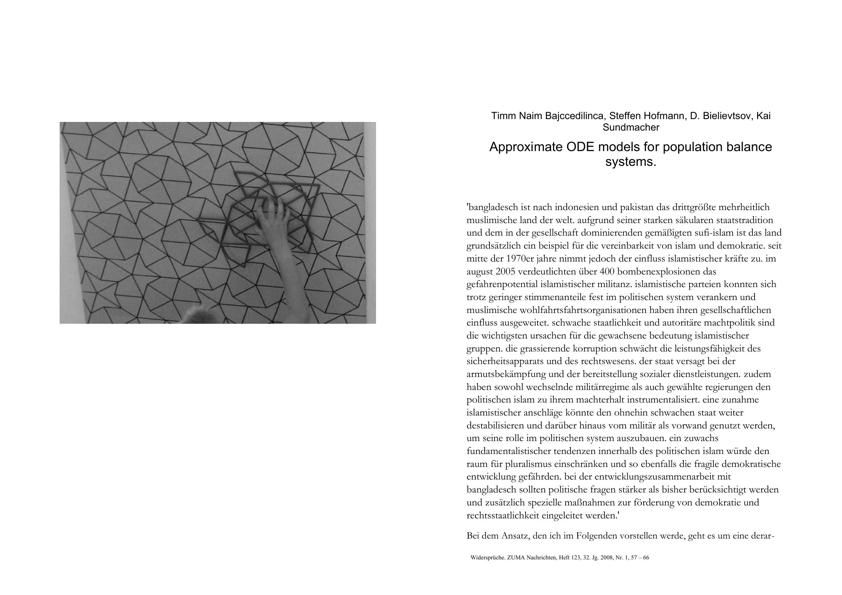 Timm Naim Bajccedilinca, Steffen Hofmann, D. Bielievtsov, Kai
Sundmacher
Approximate ODE models for population balance
systems.
'bangladesch ist nach indonesien und pakistan das drittgrößte mehrheitlich
muslimische land der welt. aufgrund seiner starken säkularen staatstradition
und dem in der gesellschaft dominierenden gemäßigten sufi-islam ist das land
grundsätzlich ein beispiel für die vereinbarkeit von islam und demokratie. seit
mitte der 1970er jahre nimmt jedoch der einfluss islamistischer kräfte zu. im
august 2005 verdeutlichten über 400 bombenexplosionen das
gefahrenpotential islamistischer militanz. islamistische parteien konnten sich
trotz geringer stimmenanteile fest im politischen system verankern und
muslimische wohlfahrtsfahrtsorganisationen haben ihren gesellschaftlichen
einfluss ausgeweitet. schwache staatlichkeit und autoritäre machtpolitik sind
die wichtigsten ursachen für die gewachsene bedeutung islamistischer
gruppen. die grassierende korruption schwächt die leistungsfähigkeit des
sicherheitsapparats und des rechtswesens. der staat versagt bei der
armutsbekämpfung und der bereitstellung sozialer dienstleistungen. zudem
haben sowohl wechselnde militärregime als auch gewählte regierungen den
politischen islam zu ihrem machterhalt instrumentalisiert. eine zunahme
islamistischer anschläge könnte den ohnehin schwachen staat weiter
destabilisieren und darüber hinaus vom militär als vorwand genutzt werden,
um seine rolle im politischen system auszubauen. ein zuwachs
fundamentalistischer tendenzen innerhalb des politischen islam würde den
raum für pluralismus einschränken und so ebenfalls die fragile demokratische
entwicklung gefährden. bei der entwicklungszusammenarbeit mit
bangladesch sollten politische fragen stärker als bisher berücksichtigt werden
und zusätzlich spezielle maßnahmen zur förderung von demokratie und
rechtsstaatlichkeit eingeleitet werden.'
Bei dem Ansatz, den ich im Folgenden vorstellen werde, geht es um eine derar-
Widersprüche. ZUMA Nachrichten, Heft 123, 32. Jg. 2008, Nr. 1, 57 – 66